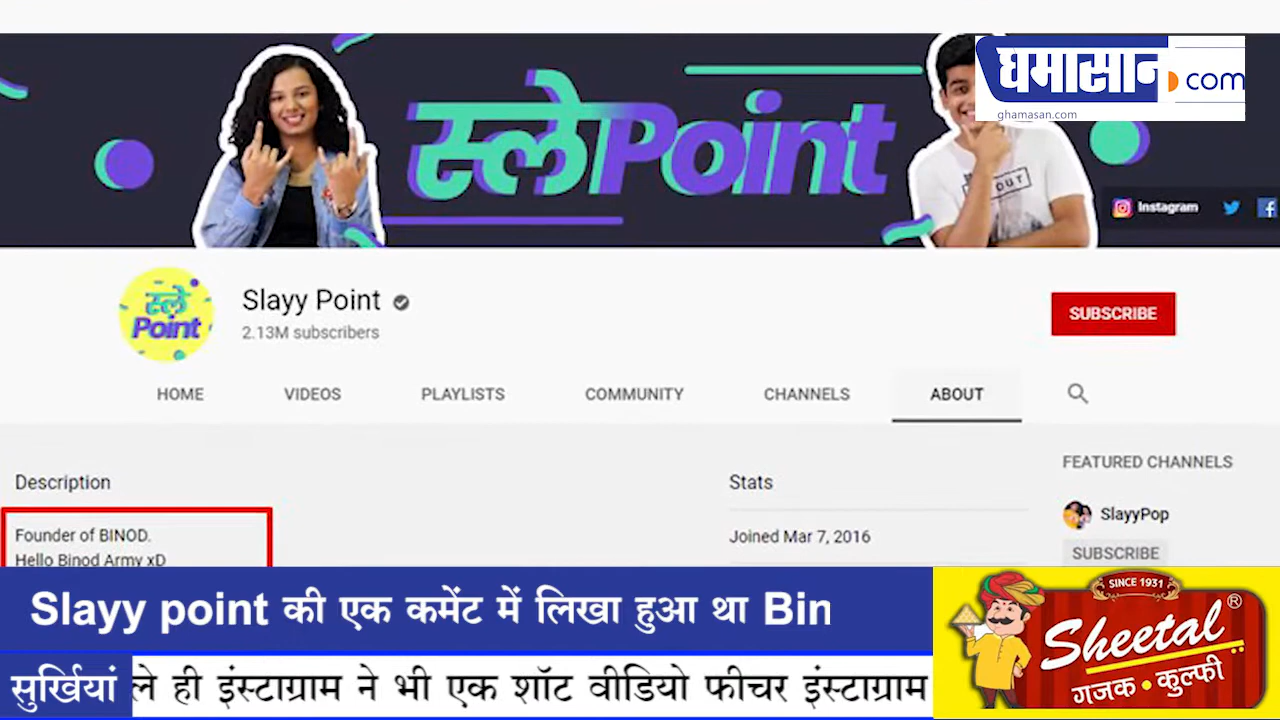 घमासान.com
ghamasan.com
स्लेPoint
OUT
Instagram
स्ले
Point
Slayy Point
2.13M subscribers
SUBSCRIBE
HOME VIDEOS PLAYLISTS COMMUNITY CHANNELS ABOUT
FEATURED CHANNELS
Description
Stats
SlayyPop
Founder of BINOD.
Joined Mar 7, 2016
Hello Binod Army xD
SUBSCRIBE
Slayy point की एक कमेंट में लिखा हुआ था Bin
SINCE 1931
Sheetal®
गजक • कुल्फी
सुर्खियां ले ही इंस्टाग्राम ने भी एक शॉट वीडियो फीचर इंस्टाग्राम